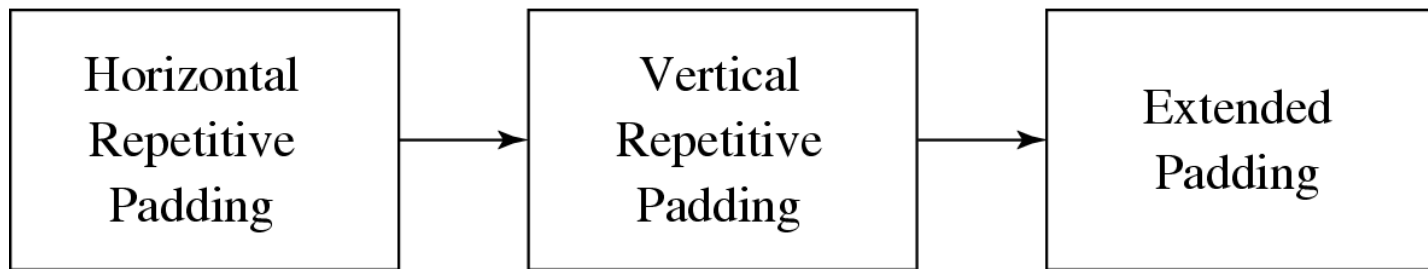 Horizontal
Repetitive
Padding
Vertical
Repetitive
Padding
Extended
Padding